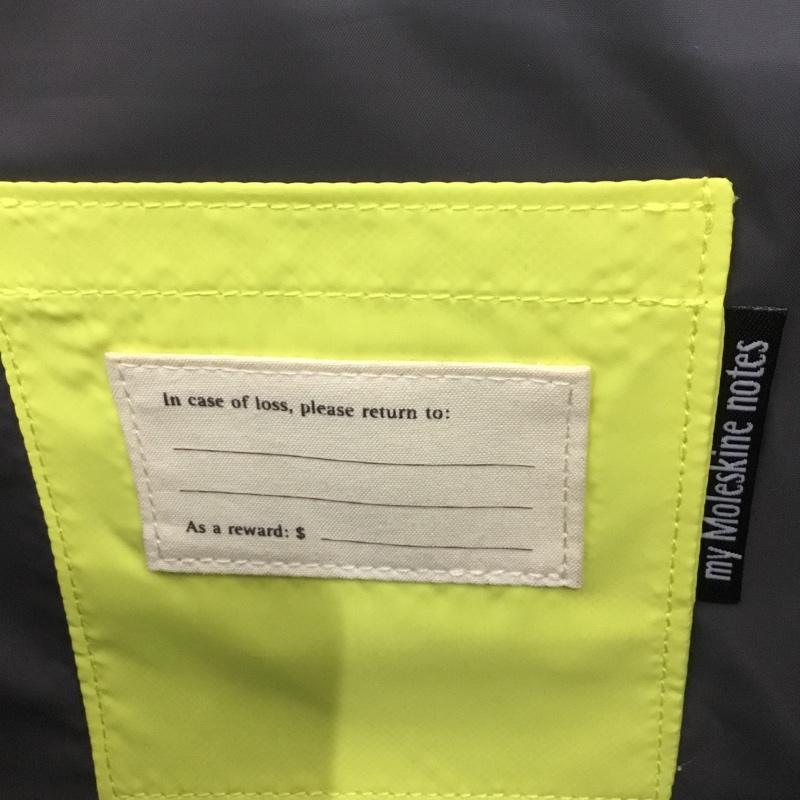 In case of loss, please return to:
As a reward: $
my Moleskine notes